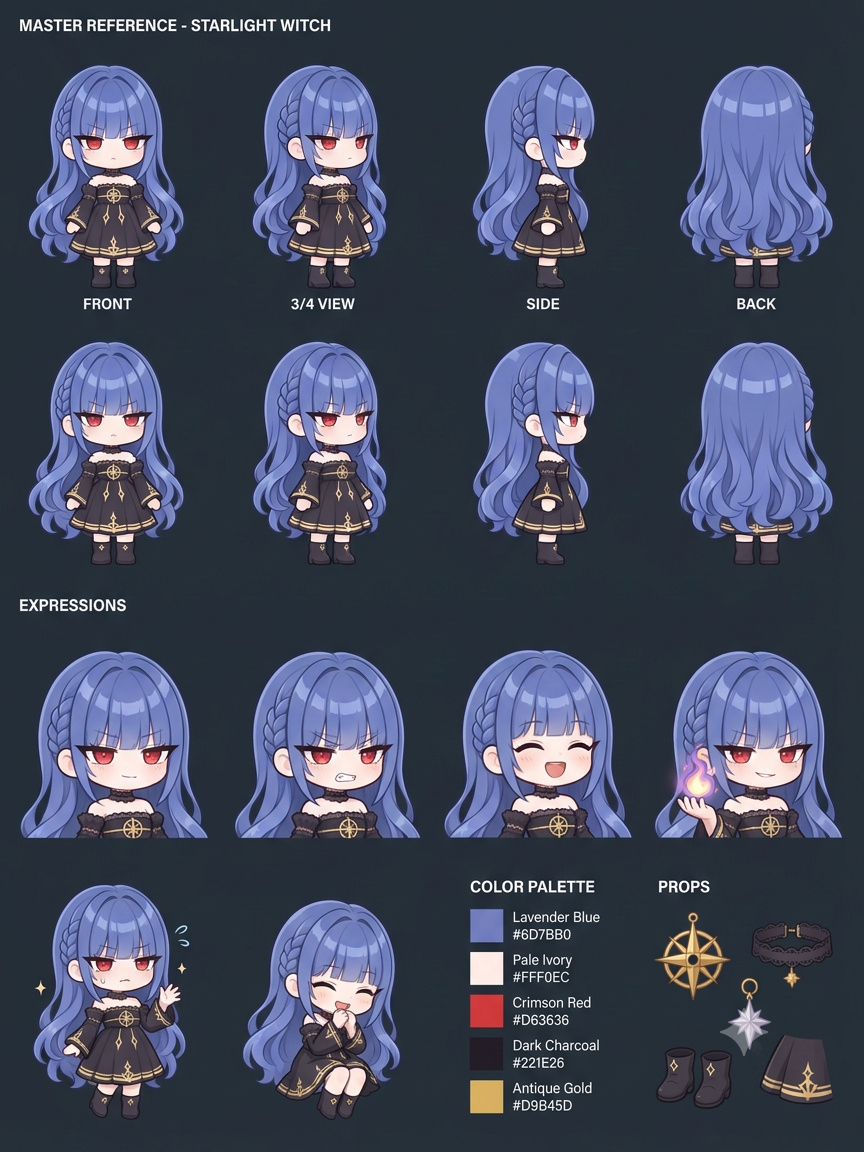 MASTER REFERENCE - STARLIGHT WITCH
FRONT
3/4 VIEW
SIDE
BACK
EXPRESSIONS
COLOR PALETTE
Lavender Blue
#6D7BB0
Pale Ivory
#FFF0EC
Crimson Red
#D63636
Dark Charcoal
#221E26
Antique Gold
#D9B45D
PROPS